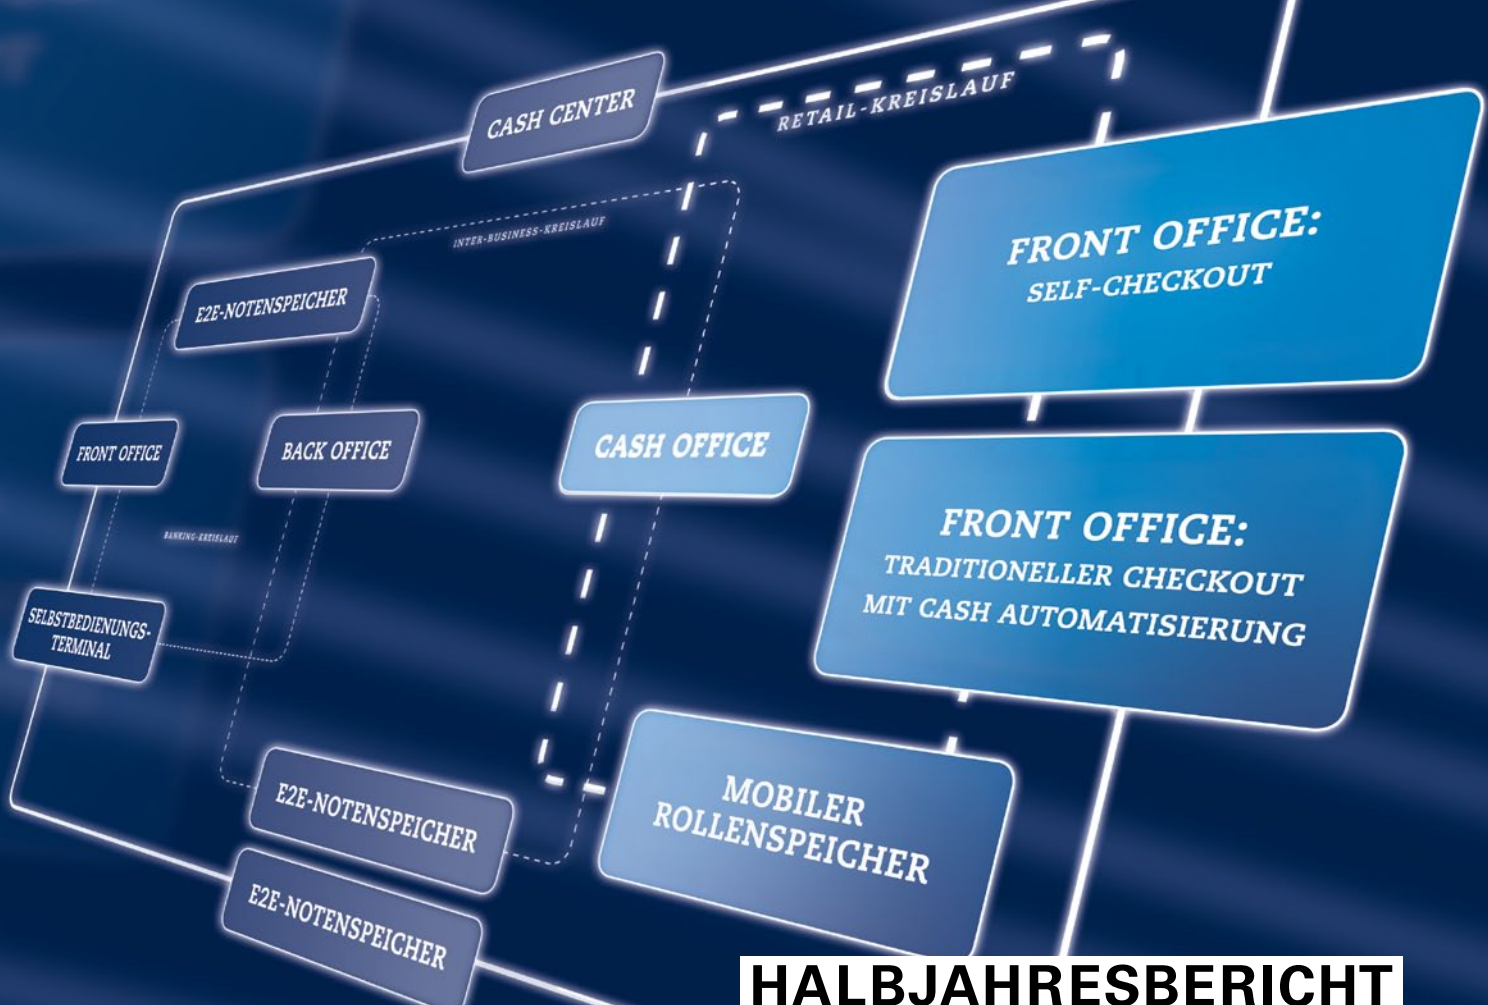 CASH CENTER
RETAIL-KREISLAUF
INTER-BUSINESS-KREISLAUF
E2E-NOTENSPEICHER
FRONT OFFICE:
SELF-CHECKOUT
FRONT OFFICE
BACK OFFICE
CASH OFFICE
BANKING-KREISLAUF
FRONT OFFICE:
TRADITIONELLER CHECKOUT
MIT CASH AUTOMATISIERUNG
SELBSTBEDIENUNGS-
TERMINAL
E2E-NOTENSPEICHER
MOBILER
ROLLENSPEICHER
E2E-NOTENSPEICHER
HALBJAHRESBERICHT